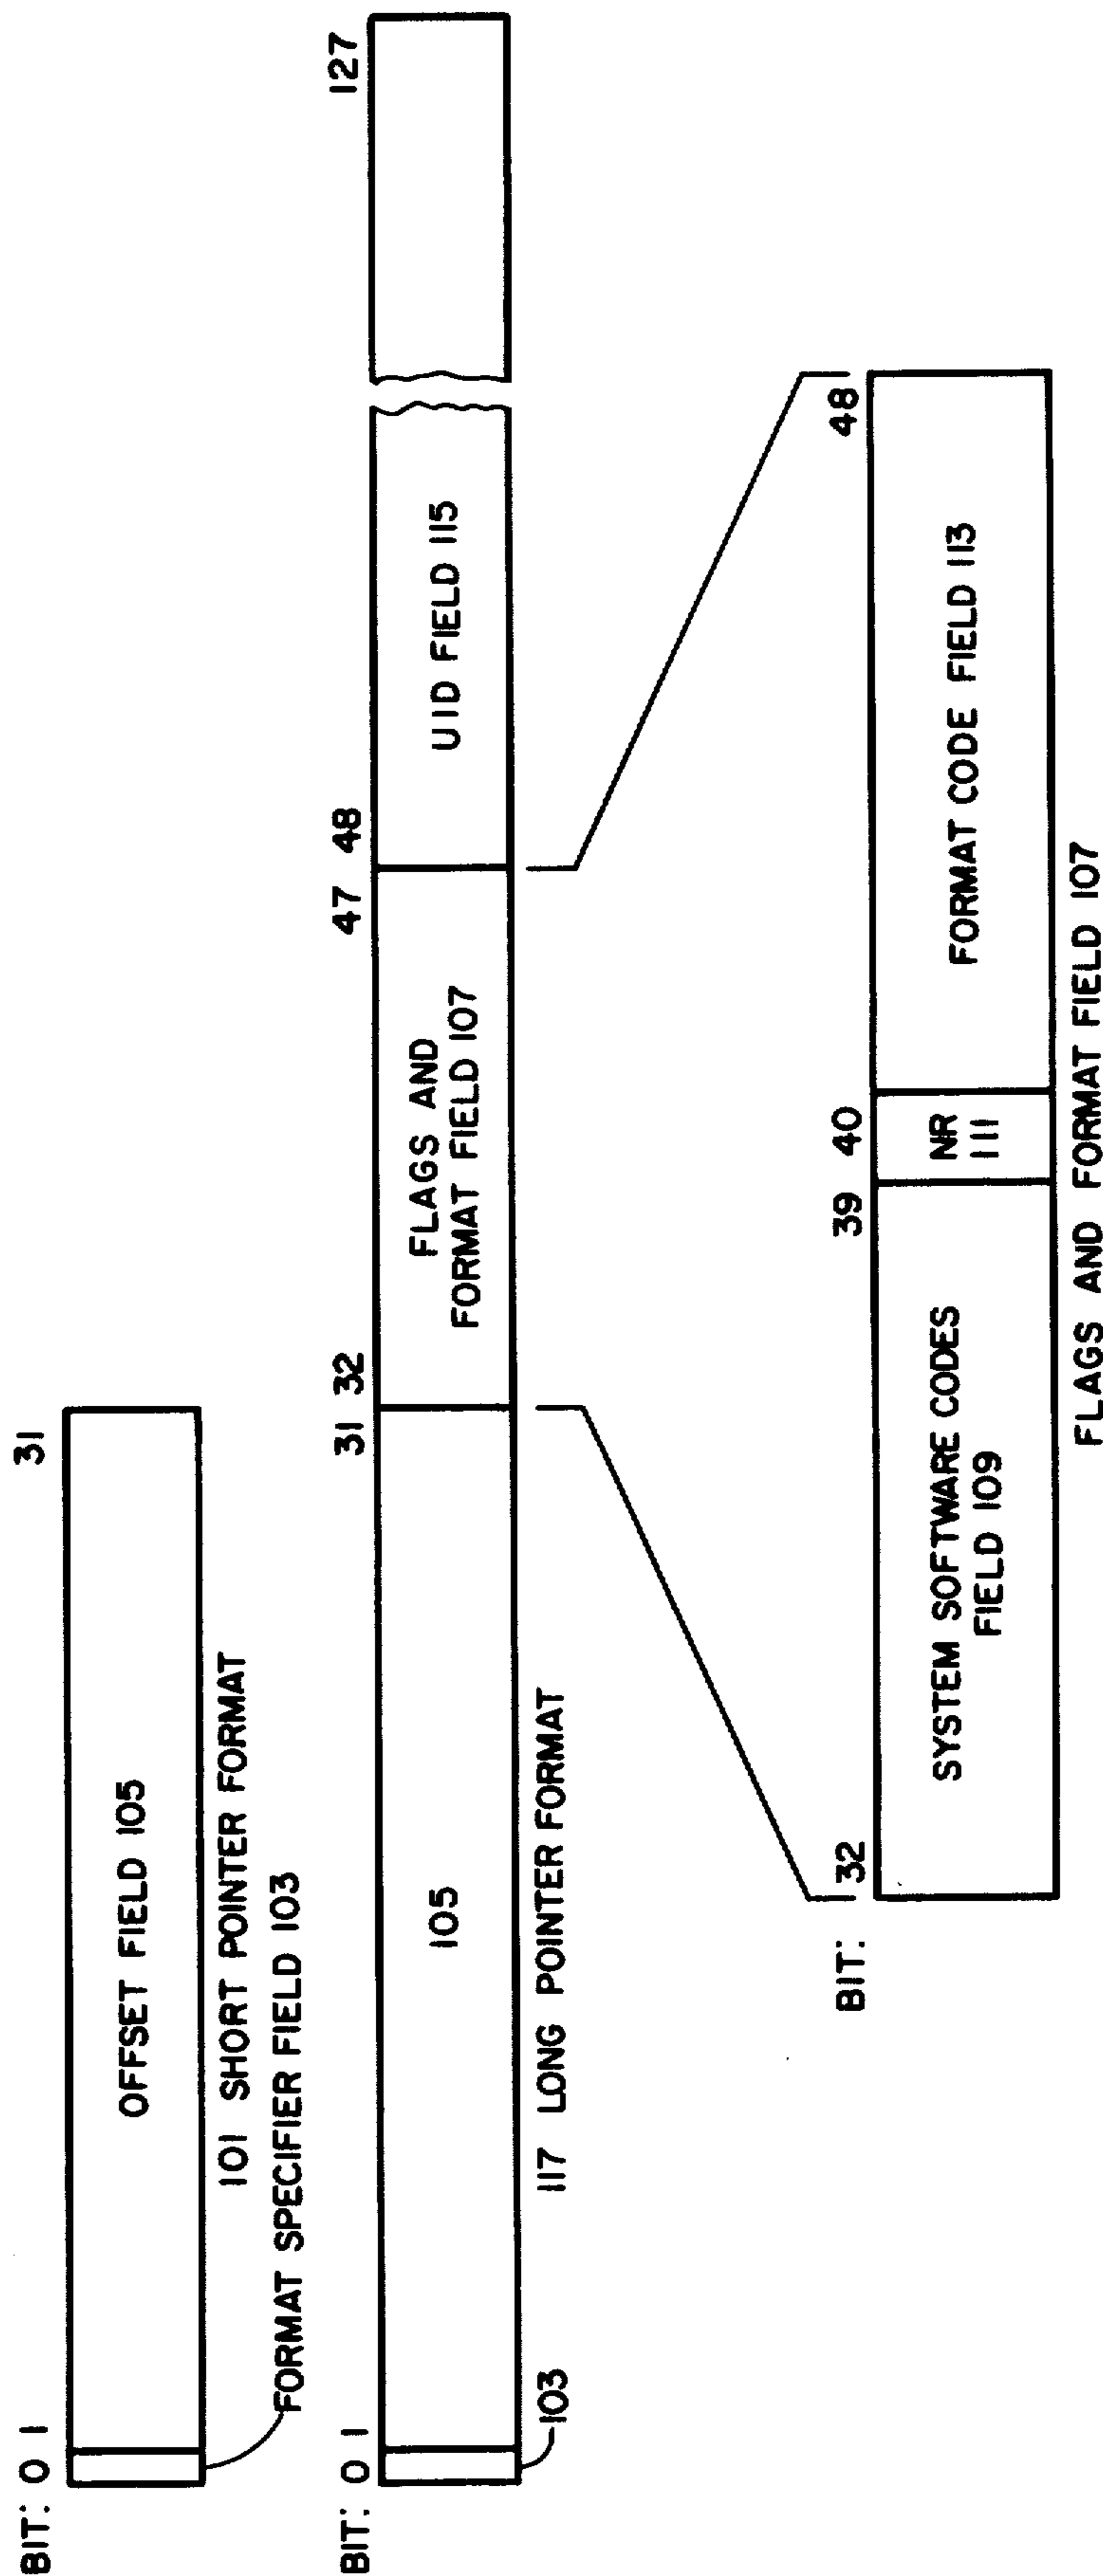 BIT: 0 1 31
OFFSET FIELD 105
101 SHORT POINTER FORMAT
FORMAT SPECIFIER FIELD 103
BIT: 0 1 31 32 47 48 127
105
FLAGS AND
FORMAT FIELD 107
UID FIELD 115
103
117 LONG POINTER FORMAT
BIT: 32 39 40 48
SYSTEM SOFTWARE CODES
FIELD 109
NR
111
FORMAT CODE FIELD 113
FLAGS AND FORMAT FIELD 107